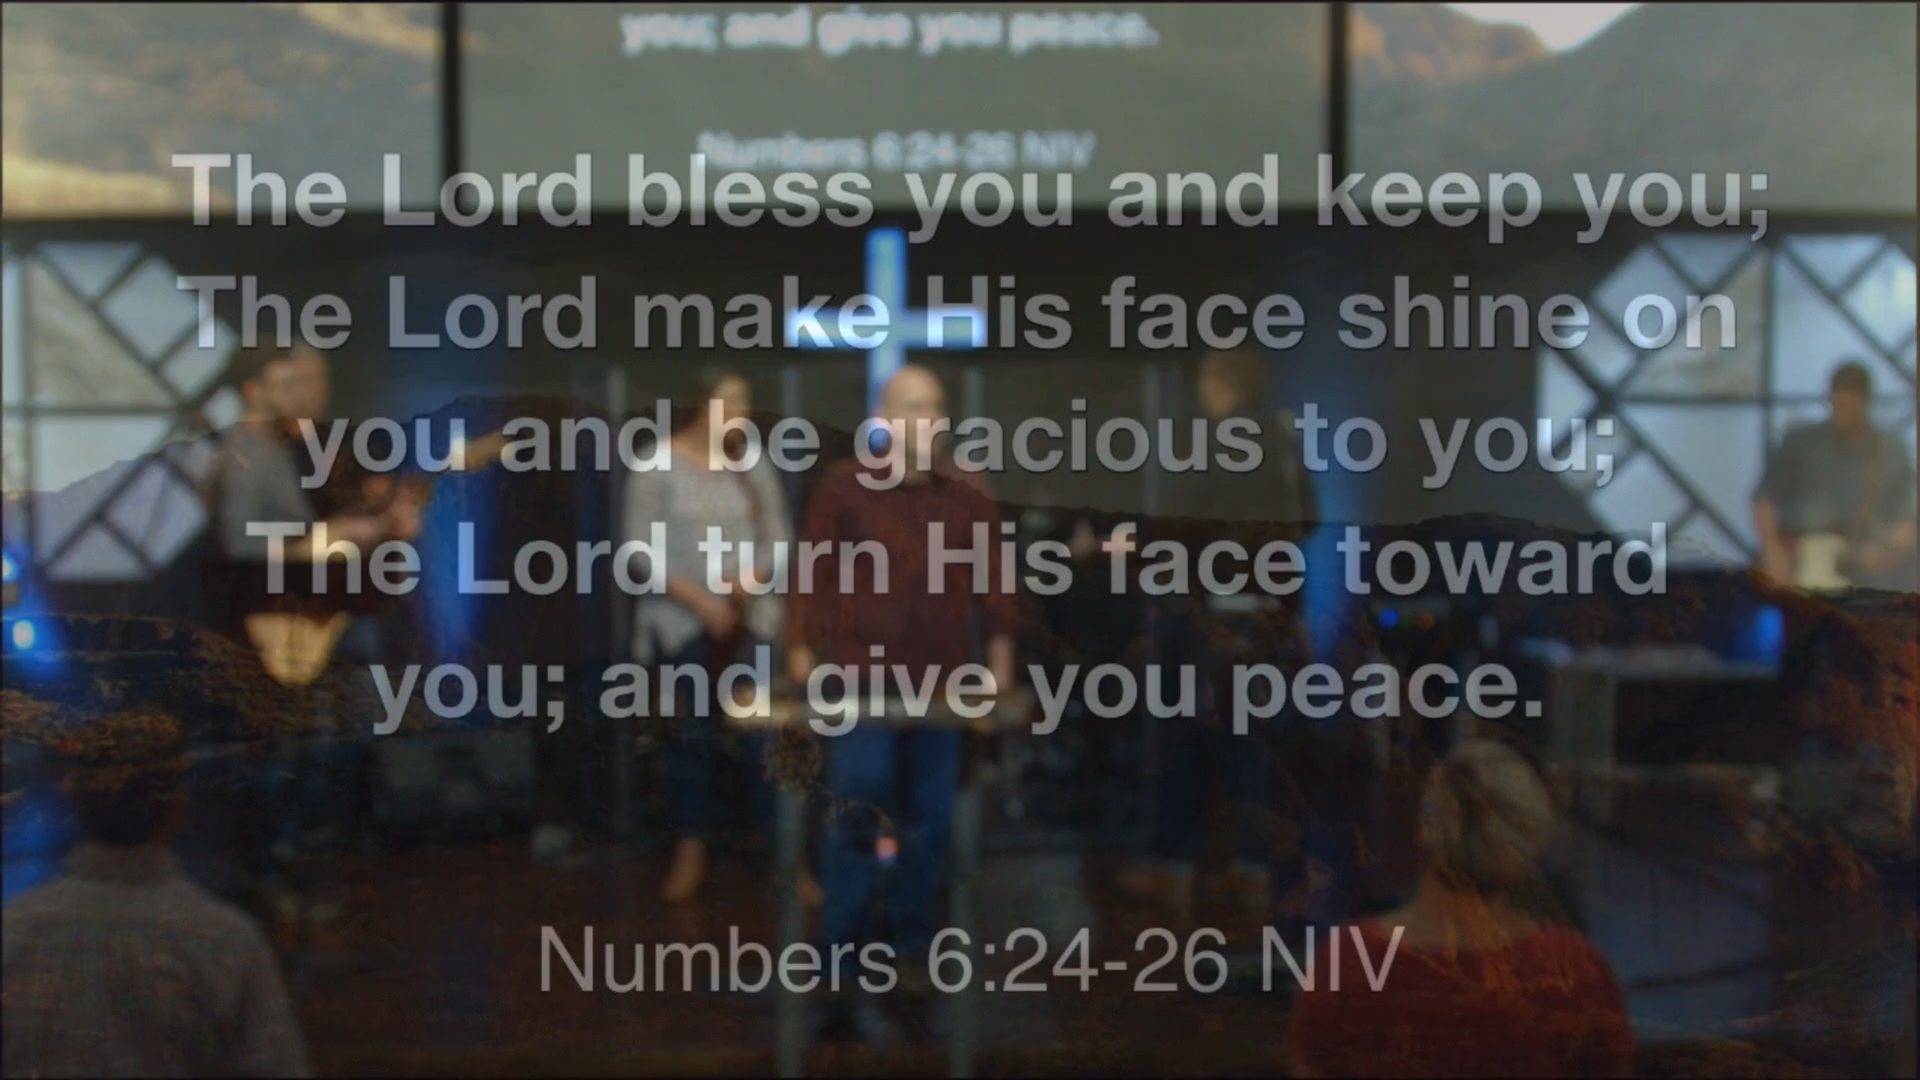 you; and give you peace.
Numbers 6:24-26 NIV
The Lord bless you and keep you;
The Lord make His face shine on
you and be gracious to you;
The Lord turn His face toward
you; and give you peace.
Numbers 6:24-26 NIV